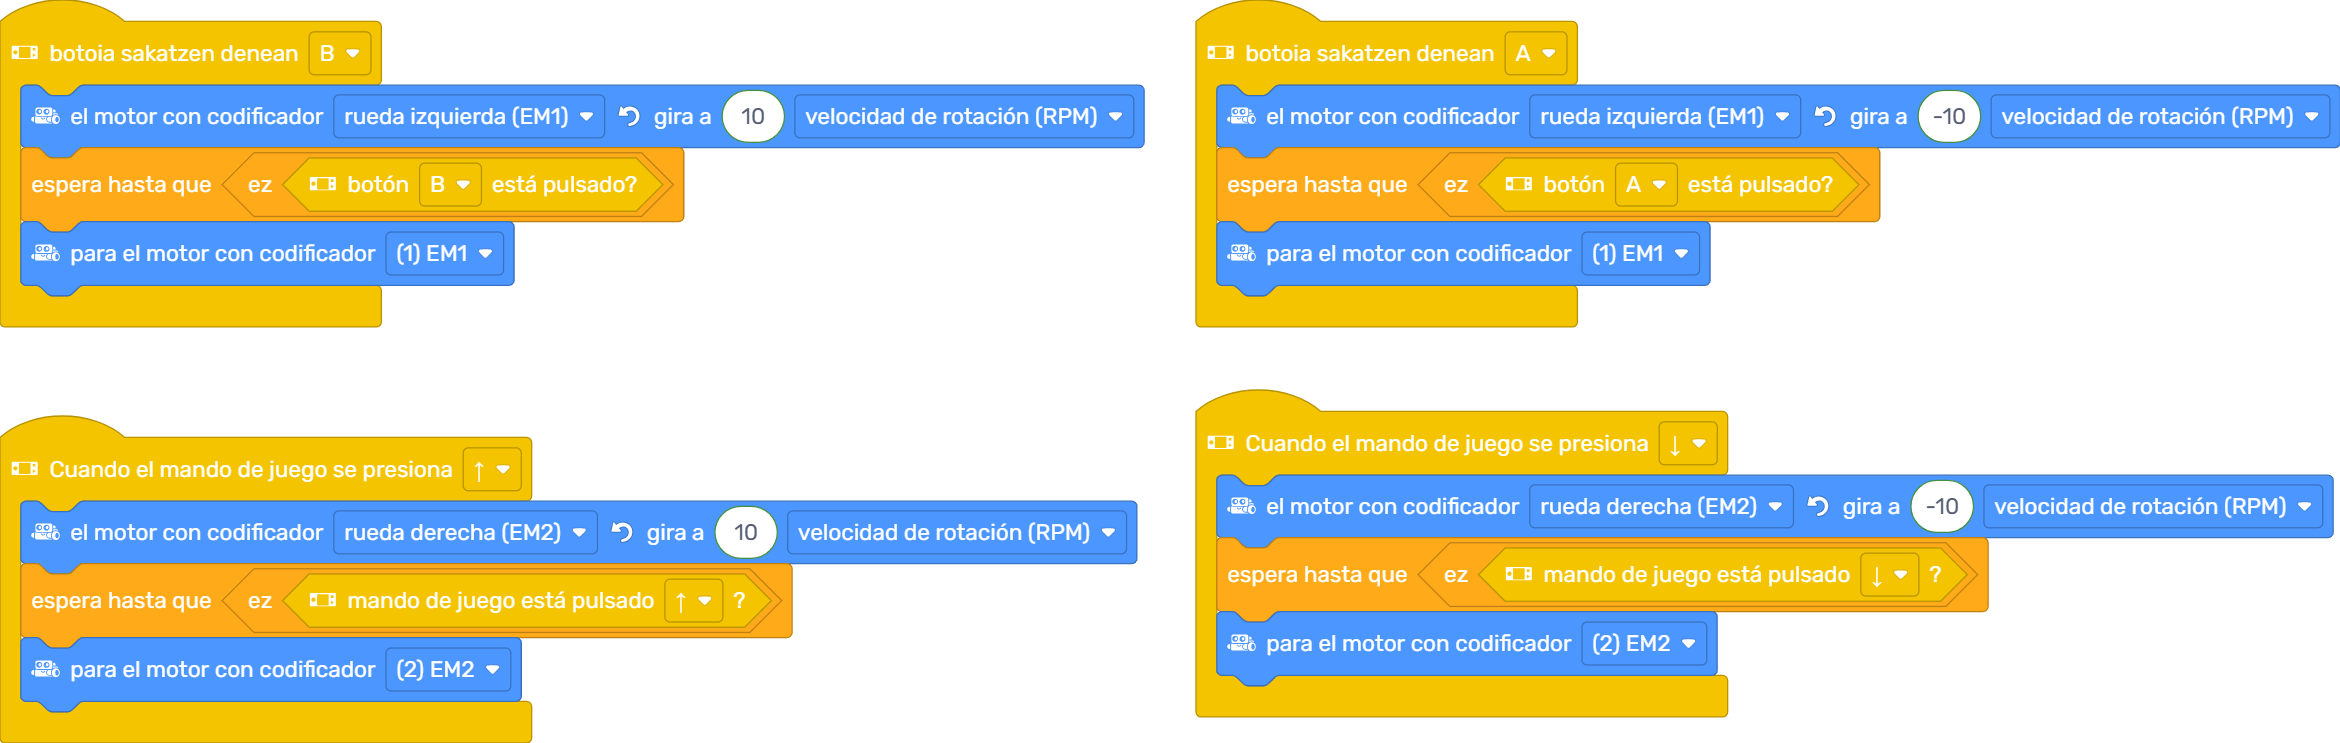 botoia sakatzen denean B
el motor con codificador rueda izquierda (EM1) gira a 10 velocidad de rotación (RPM)
espera hasta que ez botón B está pulsado?
para el motor con codificador (1) EM1
botoia sakatzen denean A
el motor con codificador rueda izquierda (EM1) gira a -10 velocidad de rotación (RPM)
espera hasta que ez botón A está pulsado?
para el motor con codificador (1) EM1
Cuando el mando de juego se presiona ↑
el motor con codificador rueda derecha (EM2) gira a 10 velocidad de rotación (RPM)
espera hasta que ez mando de juego está pulsado ↑ ?
para el motor con codificador (2) EM2
Cuando el mando de juego se presiona ↓
el motor con codificador rueda derecha (EM2) gira a -10 velocidad de rotación (RPM)
espera hasta que ez mando de juego está pulsado ↓ ?
para el motor con codificador (2) EM2